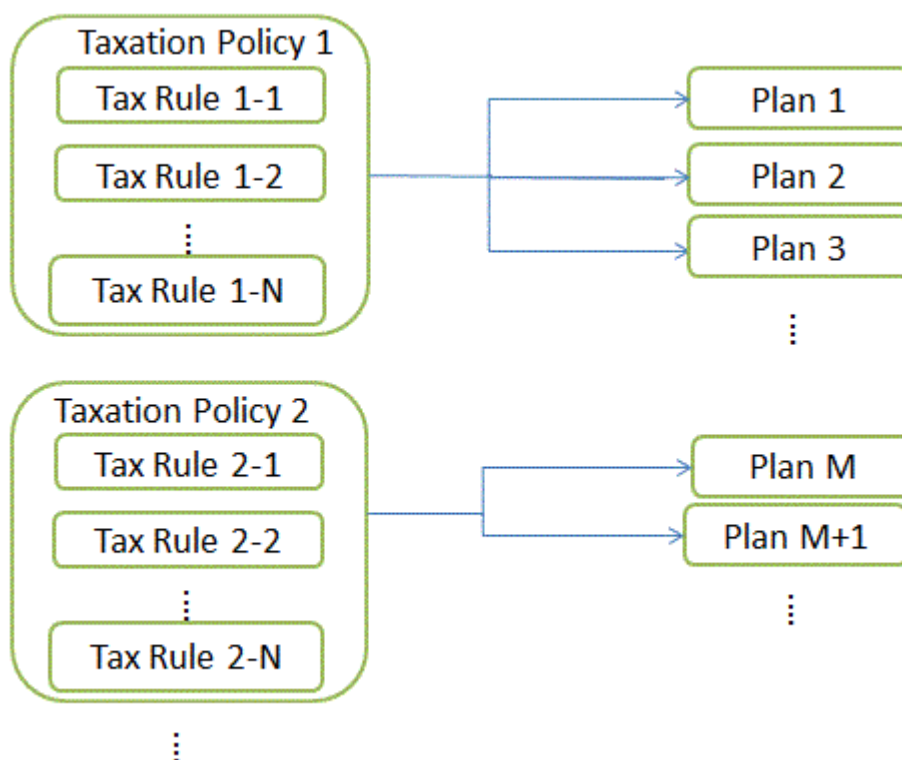 Taxation Policy 1
Tax Rule 1-1
Tax Rule 1-2
Tax Rule 1-N
Plan 1
Plan 2
Plan 3
Taxation Policy 2
Tax Rule 2-1
Tax Rule 2-2
Tax Rule 2-N
Plan M
Plan M+1